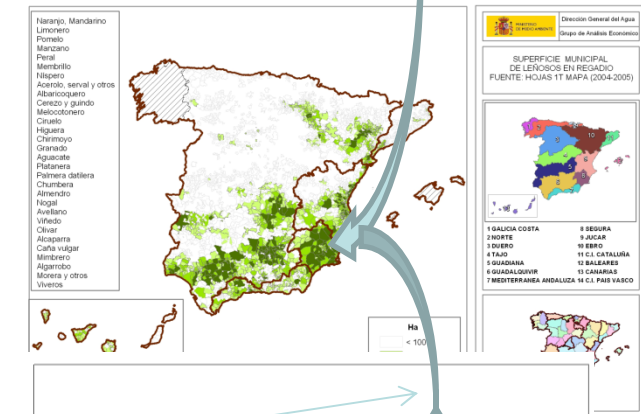 Naranjo, Mandarino
Limonero
Pomelo
Manzano
Peral
Membrillo
Níspero
Acerolo, serval y otros
Albaricoquero
Cerezo y guindo
Melocotonero
Ciruelo
Higuera
Chirimoyo
Granado
Aguacate
Platanera
Palmera datilera
Chumbera
Almendro
Nogal
Avellano
Viñedo
Olivar
Alcaparra
Caña vulgar
Mimbrero
Algarrobo
Morera y otros
Viveros
Ha
< 100
Dirección General del Agua
Grupo de Análisis Económico
SUPERFICIE MUNICIPAL
DE LEÑOSOS EN REGADIO
FUENTE: HOJAS 1T MAPA (2004-2005)
10
1 GALICIA COSTA
2 NORTE
3 DUERO
4 TAJO
5 GUADIANA
6 GUADALQUIVIR
7 MEDITERRANEA ANDALUZA
8 SEGURA
9 JUCAR
10 EBRO
11 C.I. CATALUÑA
12 BALEARES
13 CANARIAS
14 C.I. PAIS VASCO